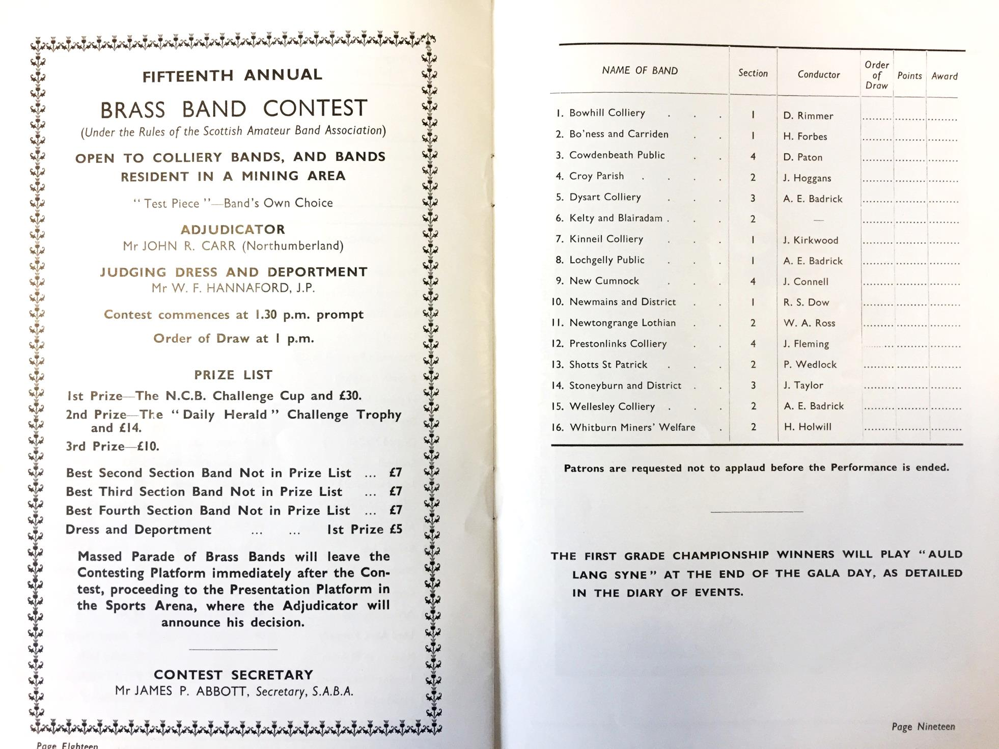 FIFTEENTH ANNUAL
BRASS BAND CONTEST
(Under the Rules of the Scottish Amateur Band Association)
OPEN TO COLLIERY BANDS, AND BANDS
RESIDENT IN A MINING AREA
“ Test Piece ”—Band’s Own Choice
ADJUDICATOR
Mr JOHN R. CARR (Northumberland)
JUDGING DRESS AND DEPORTMENT
Mr W. F. HANNAFORD, J.P.
Contest commences at 1.30 p.m. prompt
Order of Draw at 1 p.m.
PRIZE LIST
1st Prize—The N.C.B. Challenge Cup and £30.
2nd Prize—The “ Daily Herald ” Challenge Trophy
and £14.
3rd Prize—£10.
Best Second Section Band Not in Prize List ... £7
Best Third Section Band Not in Prize List ... £7
Best Fourth Section Band Not in Prize List ... £7
Dress and Deportment ... ... 1st Prize £5
Massed Parade of Brass Bands will leave the
Contesting Platform immediately after the Con-
test, proceeding to the Presentation Platform in
the Sports Arena, where the Adjudicator will
announce his decision.
CONTEST SECRETARY
Mr JAMES P. ABBOTT, Secretary, S.A.B.A.
Page Eighteen
NAME OF BAND Section Conductor Order of Draw Points Award
1. Bowhill Colliery . . . 1 D. Rimmer
2. Bo’ness and Carriden . . 1 H. Forbes
3. Cowdenbeath Public . . 4 D. Paton
4. Croy Parish . . . . 2 J. Hoggans
5. Dysart Colliery . . . 3 A. E. Badrick
6. Kelty and Blairadam . . . 2 —
7. Kinneil Colliery . . . 1 J. Kirkwood
8. Lochgelly Public . . . 1 A. E. Badrick
9. New Cumnock . . . 4 J. Connell
10. Newmains and District . . 1 R. S. Dow
11. Newtongrange Lothian . . 2 W. A. Ross
12. Prestonlinks Colliery . . 4 J. Fleming
13. Shotts St Patrick . . . 2 P. Wedlock
14. Stoneyburn and District . . 3 J. Taylor
15. Wellesley Colliery . . . 2 A. E. Badrick
16. Whitburn Miners’ Welfare . 2 H. Holwill
Patrons are requested not to applaud before the Performance is ended.
THE FIRST GRADE CHAMPIONSHIP WINNERS WILL PLAY “ AULD
LANG SYNE ” AT THE END OF THE GALA DAY, AS DETAILED
IN THE DIARY OF EVENTS.
Page Nineteen